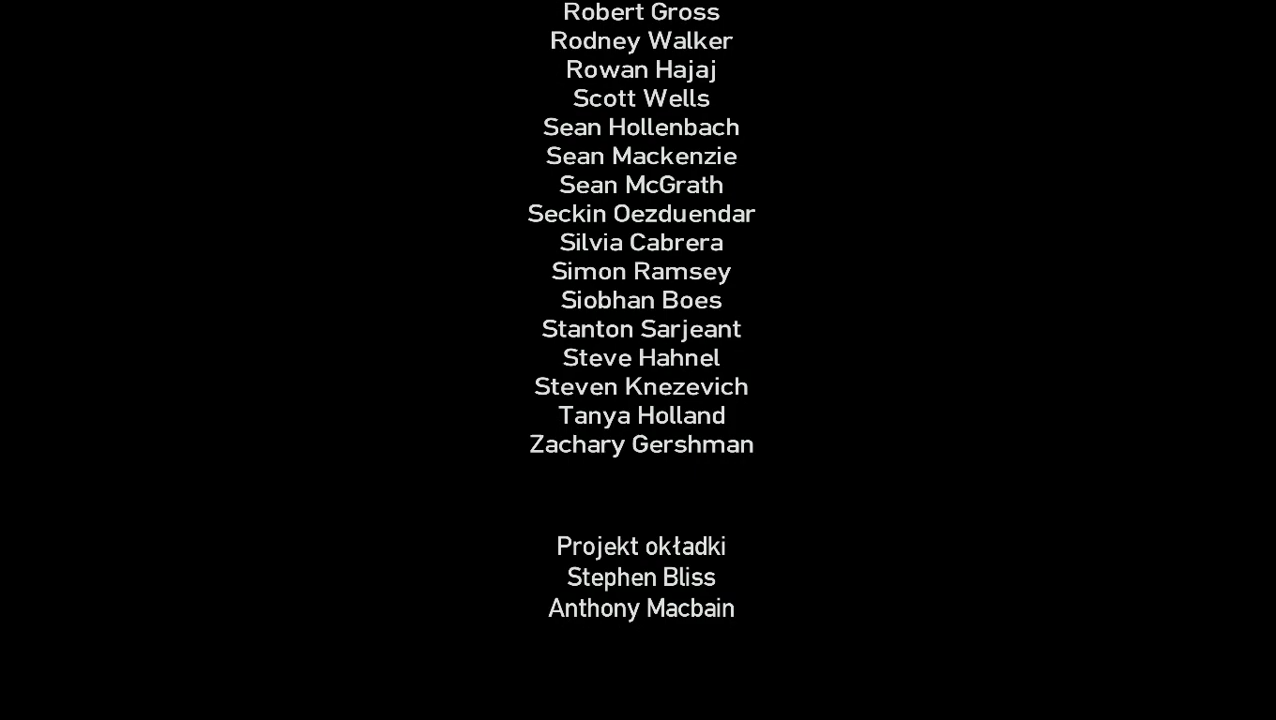 Robert Gross
Rodney Walker
Rowan Hajaj
Scott Wells
Sean Hollenbach
Sean Mackenzie
Sean McGrath
Seckin Oezduendar
Silvia Cabrera
Simon Ramsey
Siobhan Boes
Stanton Sarjeant
Steve Hahnel
Steven Knezevich
Tanya Holland
Zachary Gershman
Projekt okładki
Stephen Bliss
Anthony Macbain